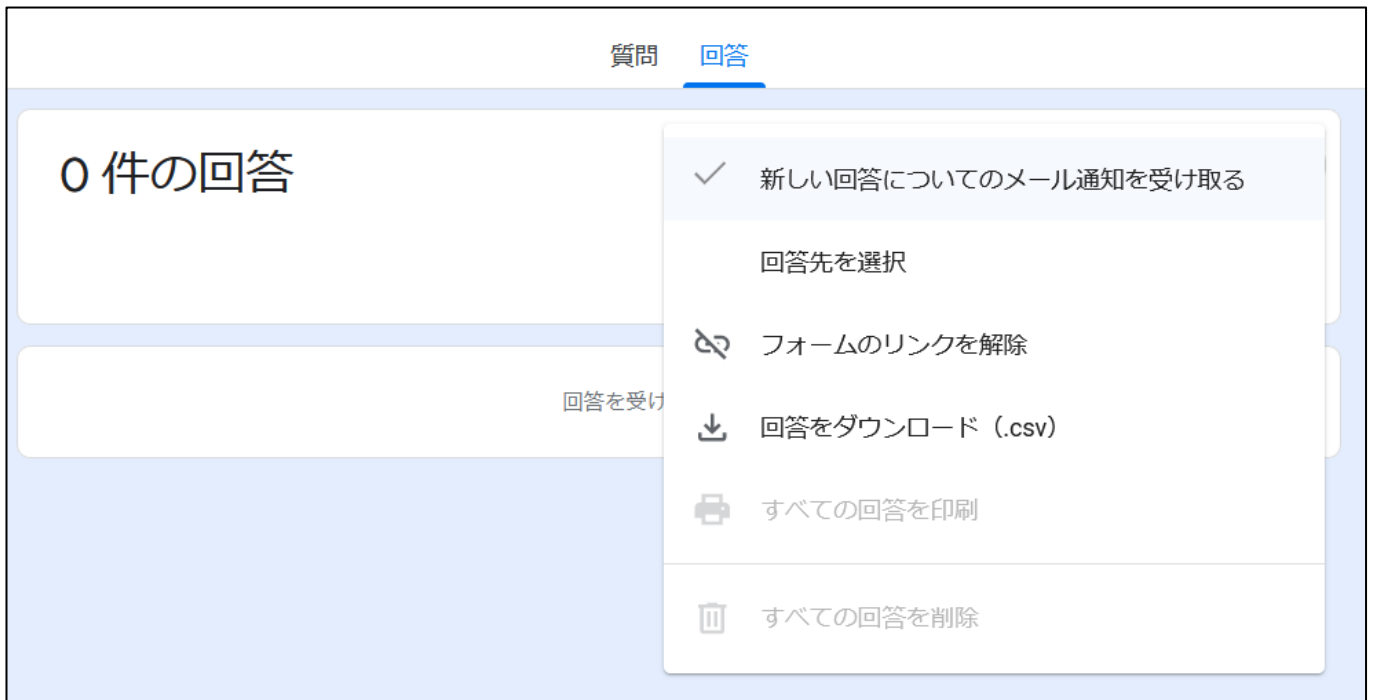 質問 回答
0 件の回答
新しい回答についてのメール通知を受け取る
回答先を選択
フォームのリンクを解除
回答を受け
回答をダウンロード（.csv）
すべての回答を印刷
すべての回答を削除